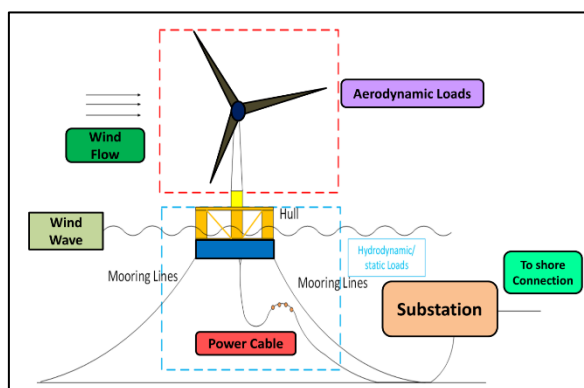 Aerodynamic Loads
Wind
Flow
Hull
Wind
Wave
Hydrodynamic/
static Loads
To shore
Connection
Mooring Lines
Mooring Lines
Substation
Power Cable